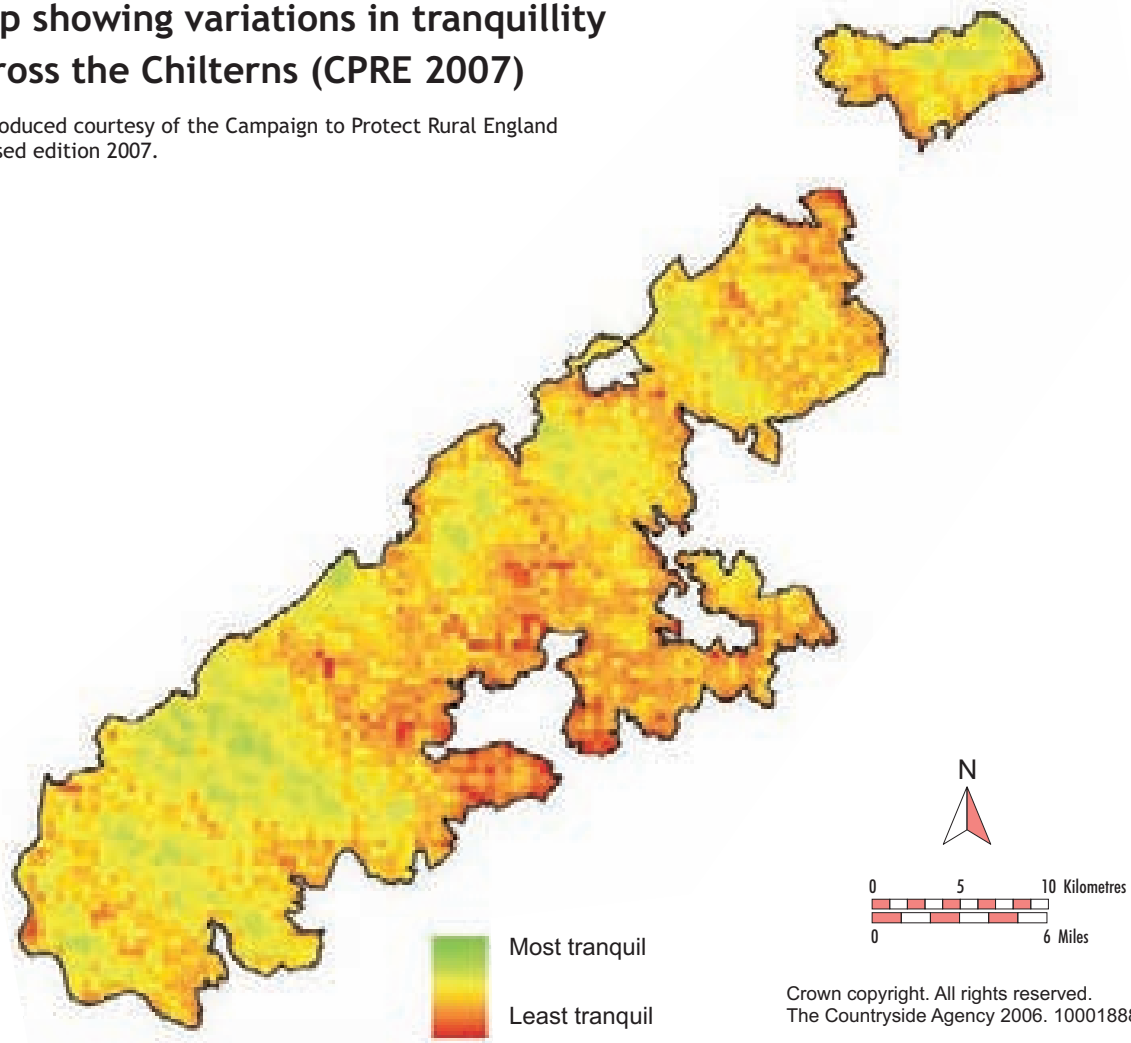 p showing variations in tranquillity
ross the Chilterns (CPRE 2007)
oduced courtesy of the Campaign to Protect Rural England
sed edition 2007.
N
0 5 10 Kilometres
0 6 Miles
Most tranquil
Least tranquil
Crown copyright. All rights reserved.
The Countryside Agency 2006. 10001888